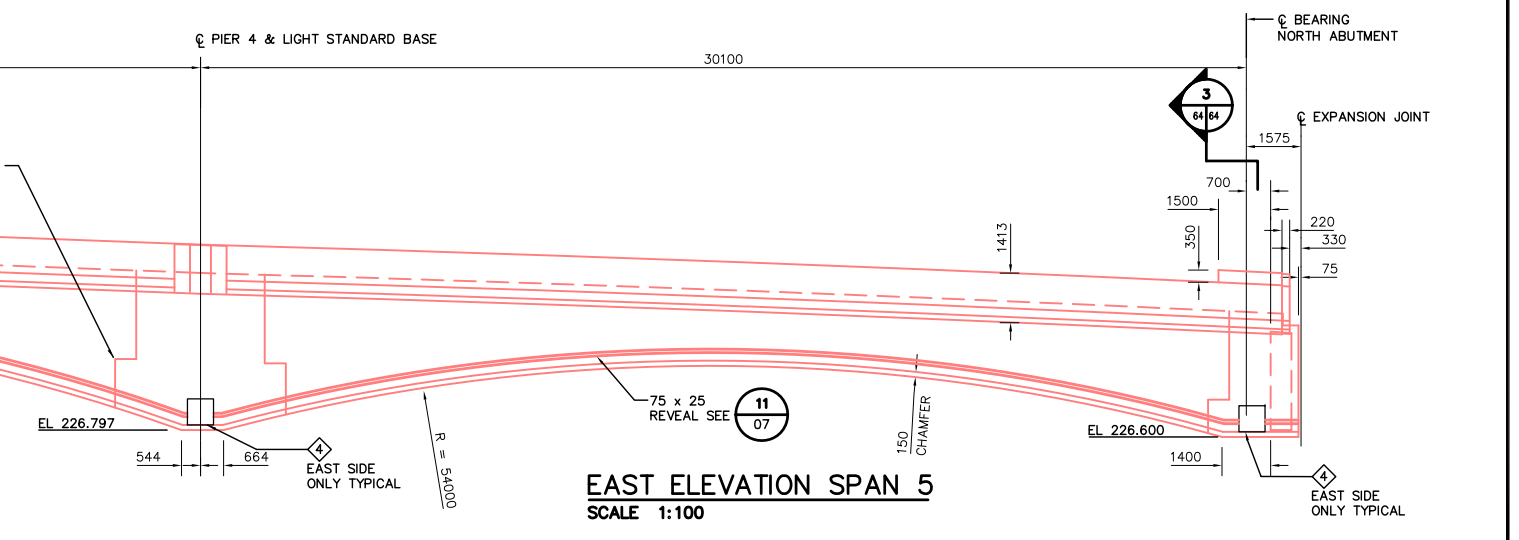 ℄ BEARING
NORTH ABUTMENT
℄ PIER 4 & LIGHT STANDARD BASE
30100
3
64 64
℄ EXPANSION JOINT
1575
700
1500
220
1413
350
330
75
75 x 25
REVEAL SEE
11
07
EL 226.797
EL 226.600
150
CHAMFER
R = 54000
544
664
4
EAST SIDE
ONLY TYPICAL
1400
4
EAST SIDE
ONLY TYPICAL
EAST ELEVATION SPAN 5
SCALE 1:100